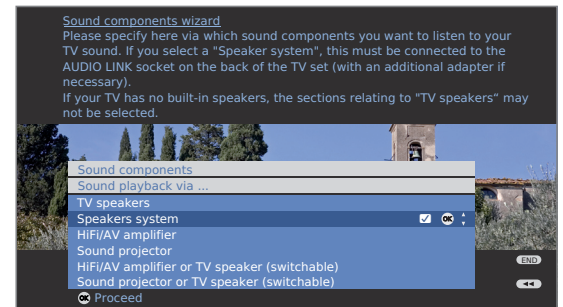 Sound components wizard
Please specify here via which sound components you want to listen to your
TV sound. If you select a "Speaker system", this must be connected to the
AUDIO LINK socket on the back of the TV set (with an additional adapter if
necessary).
If your TV has no built-in speakers, the sections relating to "TV speakers“ may
not be selected.
Sound components
Sound playback via ...
TV speakers
Speakers system OK
HiFi/AV amplifier
Sound projector
HiFi/AV amplifier or TV speaker (switchable)
END
Sound projector or TV speaker (switchable)
OK Proceed